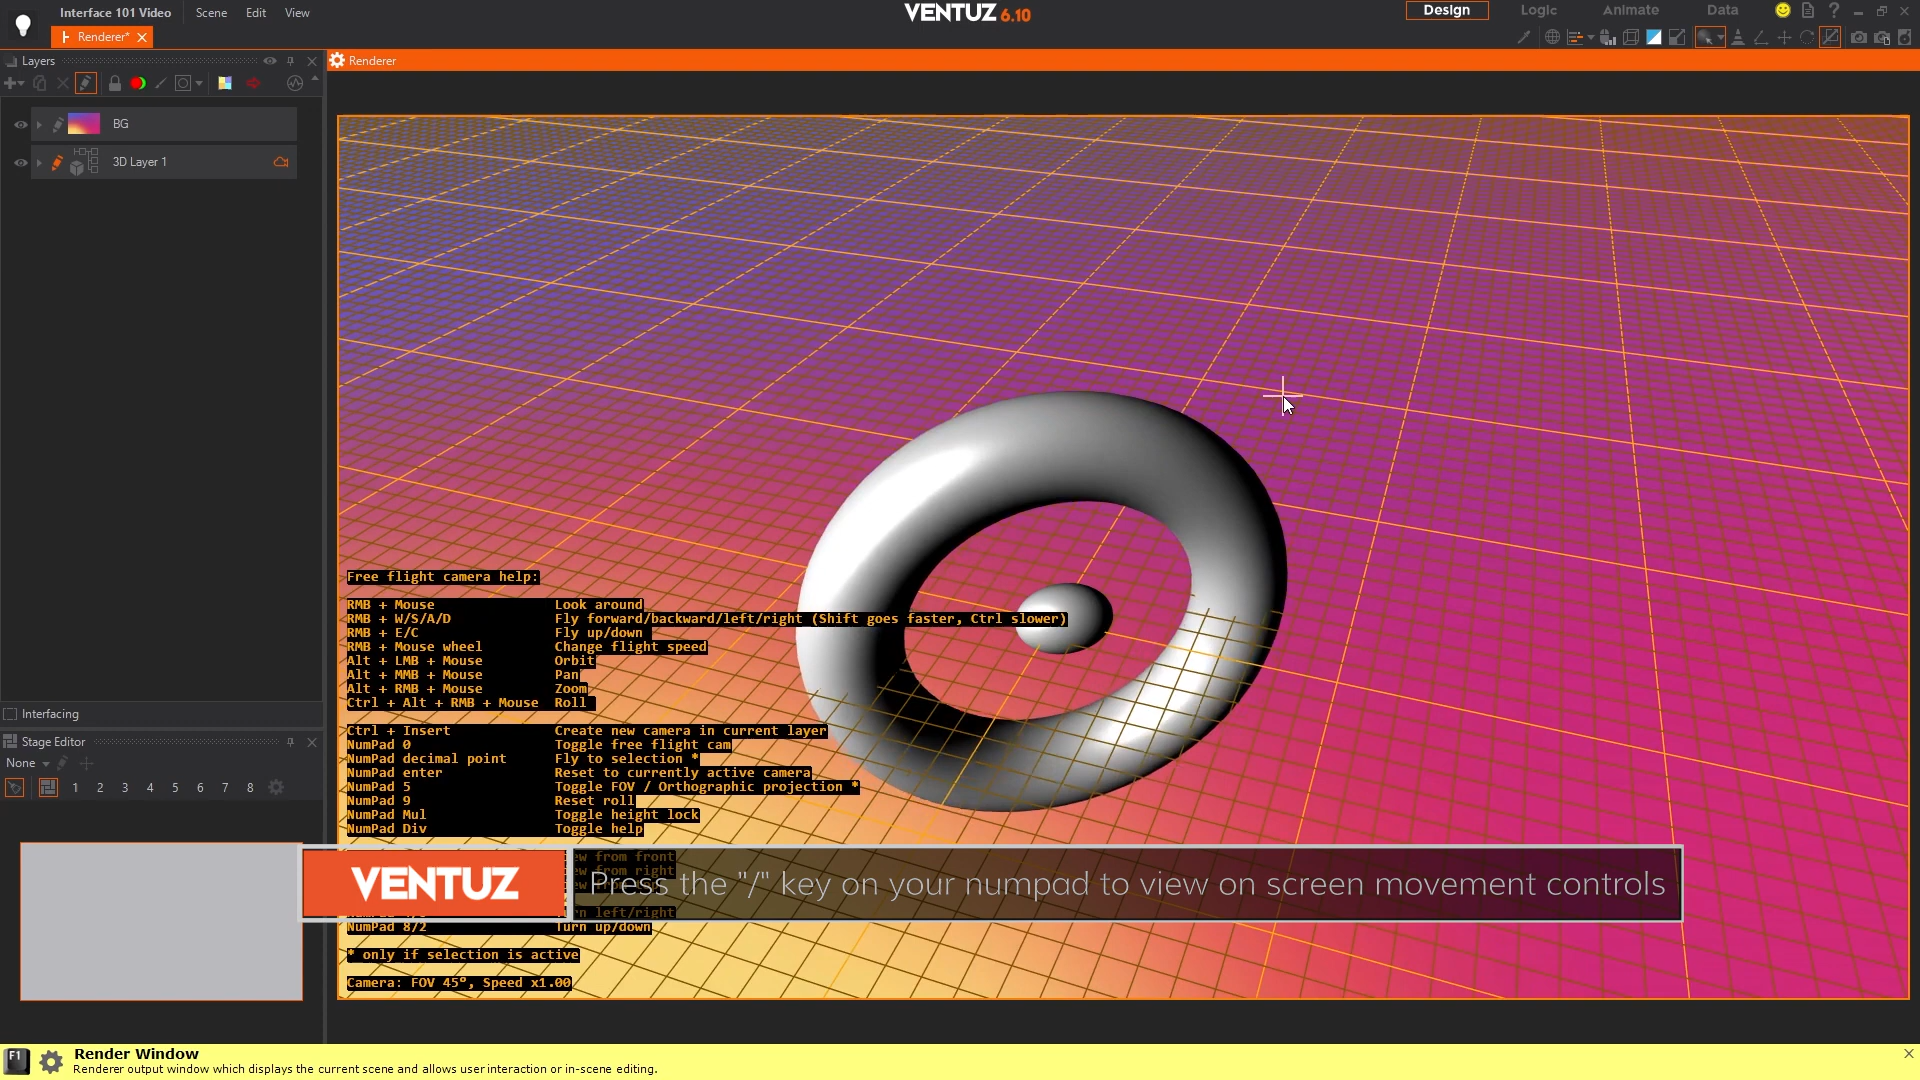 Interface 101 Video Scene Edit View
VENTUZ 6.10
Design Logic Animate Data
Renderer*
Layers
Renderer
BG
3D Layer 1
Free flight camera help:
RMB + Mouse Look around
RMB + W/S/A/D Fly forward/backward/left/right (Shift goes faster, Ctrl slower)
RMB + E/C Fly up/down
RMB + Mouse wheel Change flight speed
Alt + LMB + Mouse Orbit
Alt + MMB + Mouse Pan
Alt + RMB + Mouse Zoom
Ctrl + Alt + RMB + Mouse Roll
Ctrl + Insert Create new camera in current layer
NumPad 0 Toggle free flight cam
NumPad decimal point Fly to selection *
NumPad enter Reset to currently active camera
NumPad 5 Toggle FOV / Orthographic projection *
NumPad 9 Reset roll
NumPad Mul Toggle height lock
NumPad Div Toggle help
from front
from right
left/right
NumPad 8/2 Turn up/down
* only if selection is active
Camera: FOV 45°, Speed x1.00
VENTUZ
Press the "/" key on your numpad to view on screen movement controls
Interfacing
Stage Editor
None
1 2 3 4 5 6 7 8
F1
Render Window
Renderer output window which displays the current scene and allows user interaction or in-scene editing.